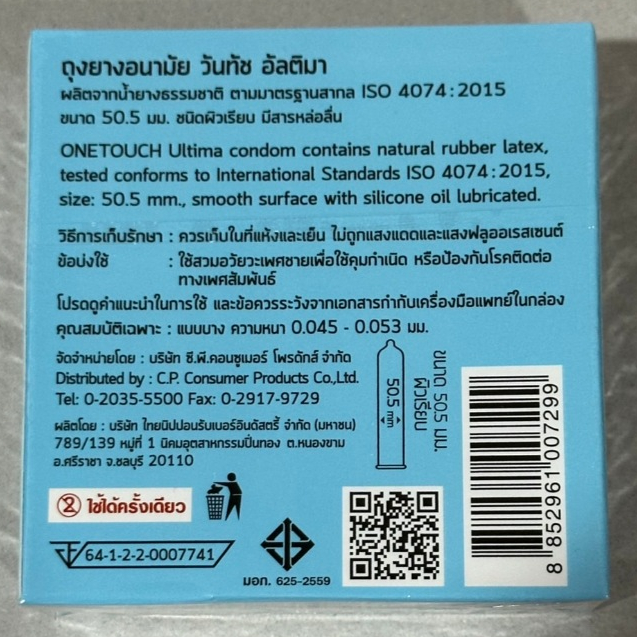 ถุงยางอนามัย วันทัช อัลติมา
ผลิตจากน้ำยางธรรมชาติ ตามมาตรฐานสากล ISO 4074:2015
ขนาด 50.5 มม. ชนิดผิวเรียบ มีสารหล่อลื่น
ONETOUCH Ultima condom contains natural rubber latex,
tested conforms to International Standards ISO 4074:2015,
size: 50.5 mm., smooth surface with silicone oil lubricated.
วิธีการเก็บรักษา : ควรเก็บในที่แห้งและเย็น ไม่ถูกแสงแดดและแสงฟลูออเรสเซนต์
ข้อบ่งใช้ : ใช้สวมอวัยวะเพศชายเพื่อใช้คุมกำเนิด หรือป้องกันโรคติดต่อ
ทางเพศสัมพันธ์
โปรดดูคำแนะนำในการใช้ และข้อควรระวังจากเอกสารกำกับเครื่องมือแพทย์ในกล่อง
คุณสมบัติเฉพาะ : แบบบาง ความหนา 0.045 - 0.053 มม.
จัดจำหน่ายโดย : บริษัท ซี.พี.คอนซูเมอร์ โพรดักส์ จำกัด
Distributed by : C.P. Consumer Products Co.,Ltd.
Tel: 0-2035-5500 Fax: 0-2917-9729
ผลิตโดย : บริษัท ไทยนิปปอนรับเบอร์อินดัสตรี้ จำกัด (มหาชน)
789/139 หมู่ที่ 1 นิคมอุตสาหกรรมปิ่นทอง ต.หนองขาม
อ.ศรีราชา จ.ชลบุรี 20110
50.5 mm
ขนาด 50.5 มม.
ผิวเรียบ
8 852961 007299
2 ใช้ได้ครั้งเดียว
64-1-2-2-0007741
มอก. 625-2559